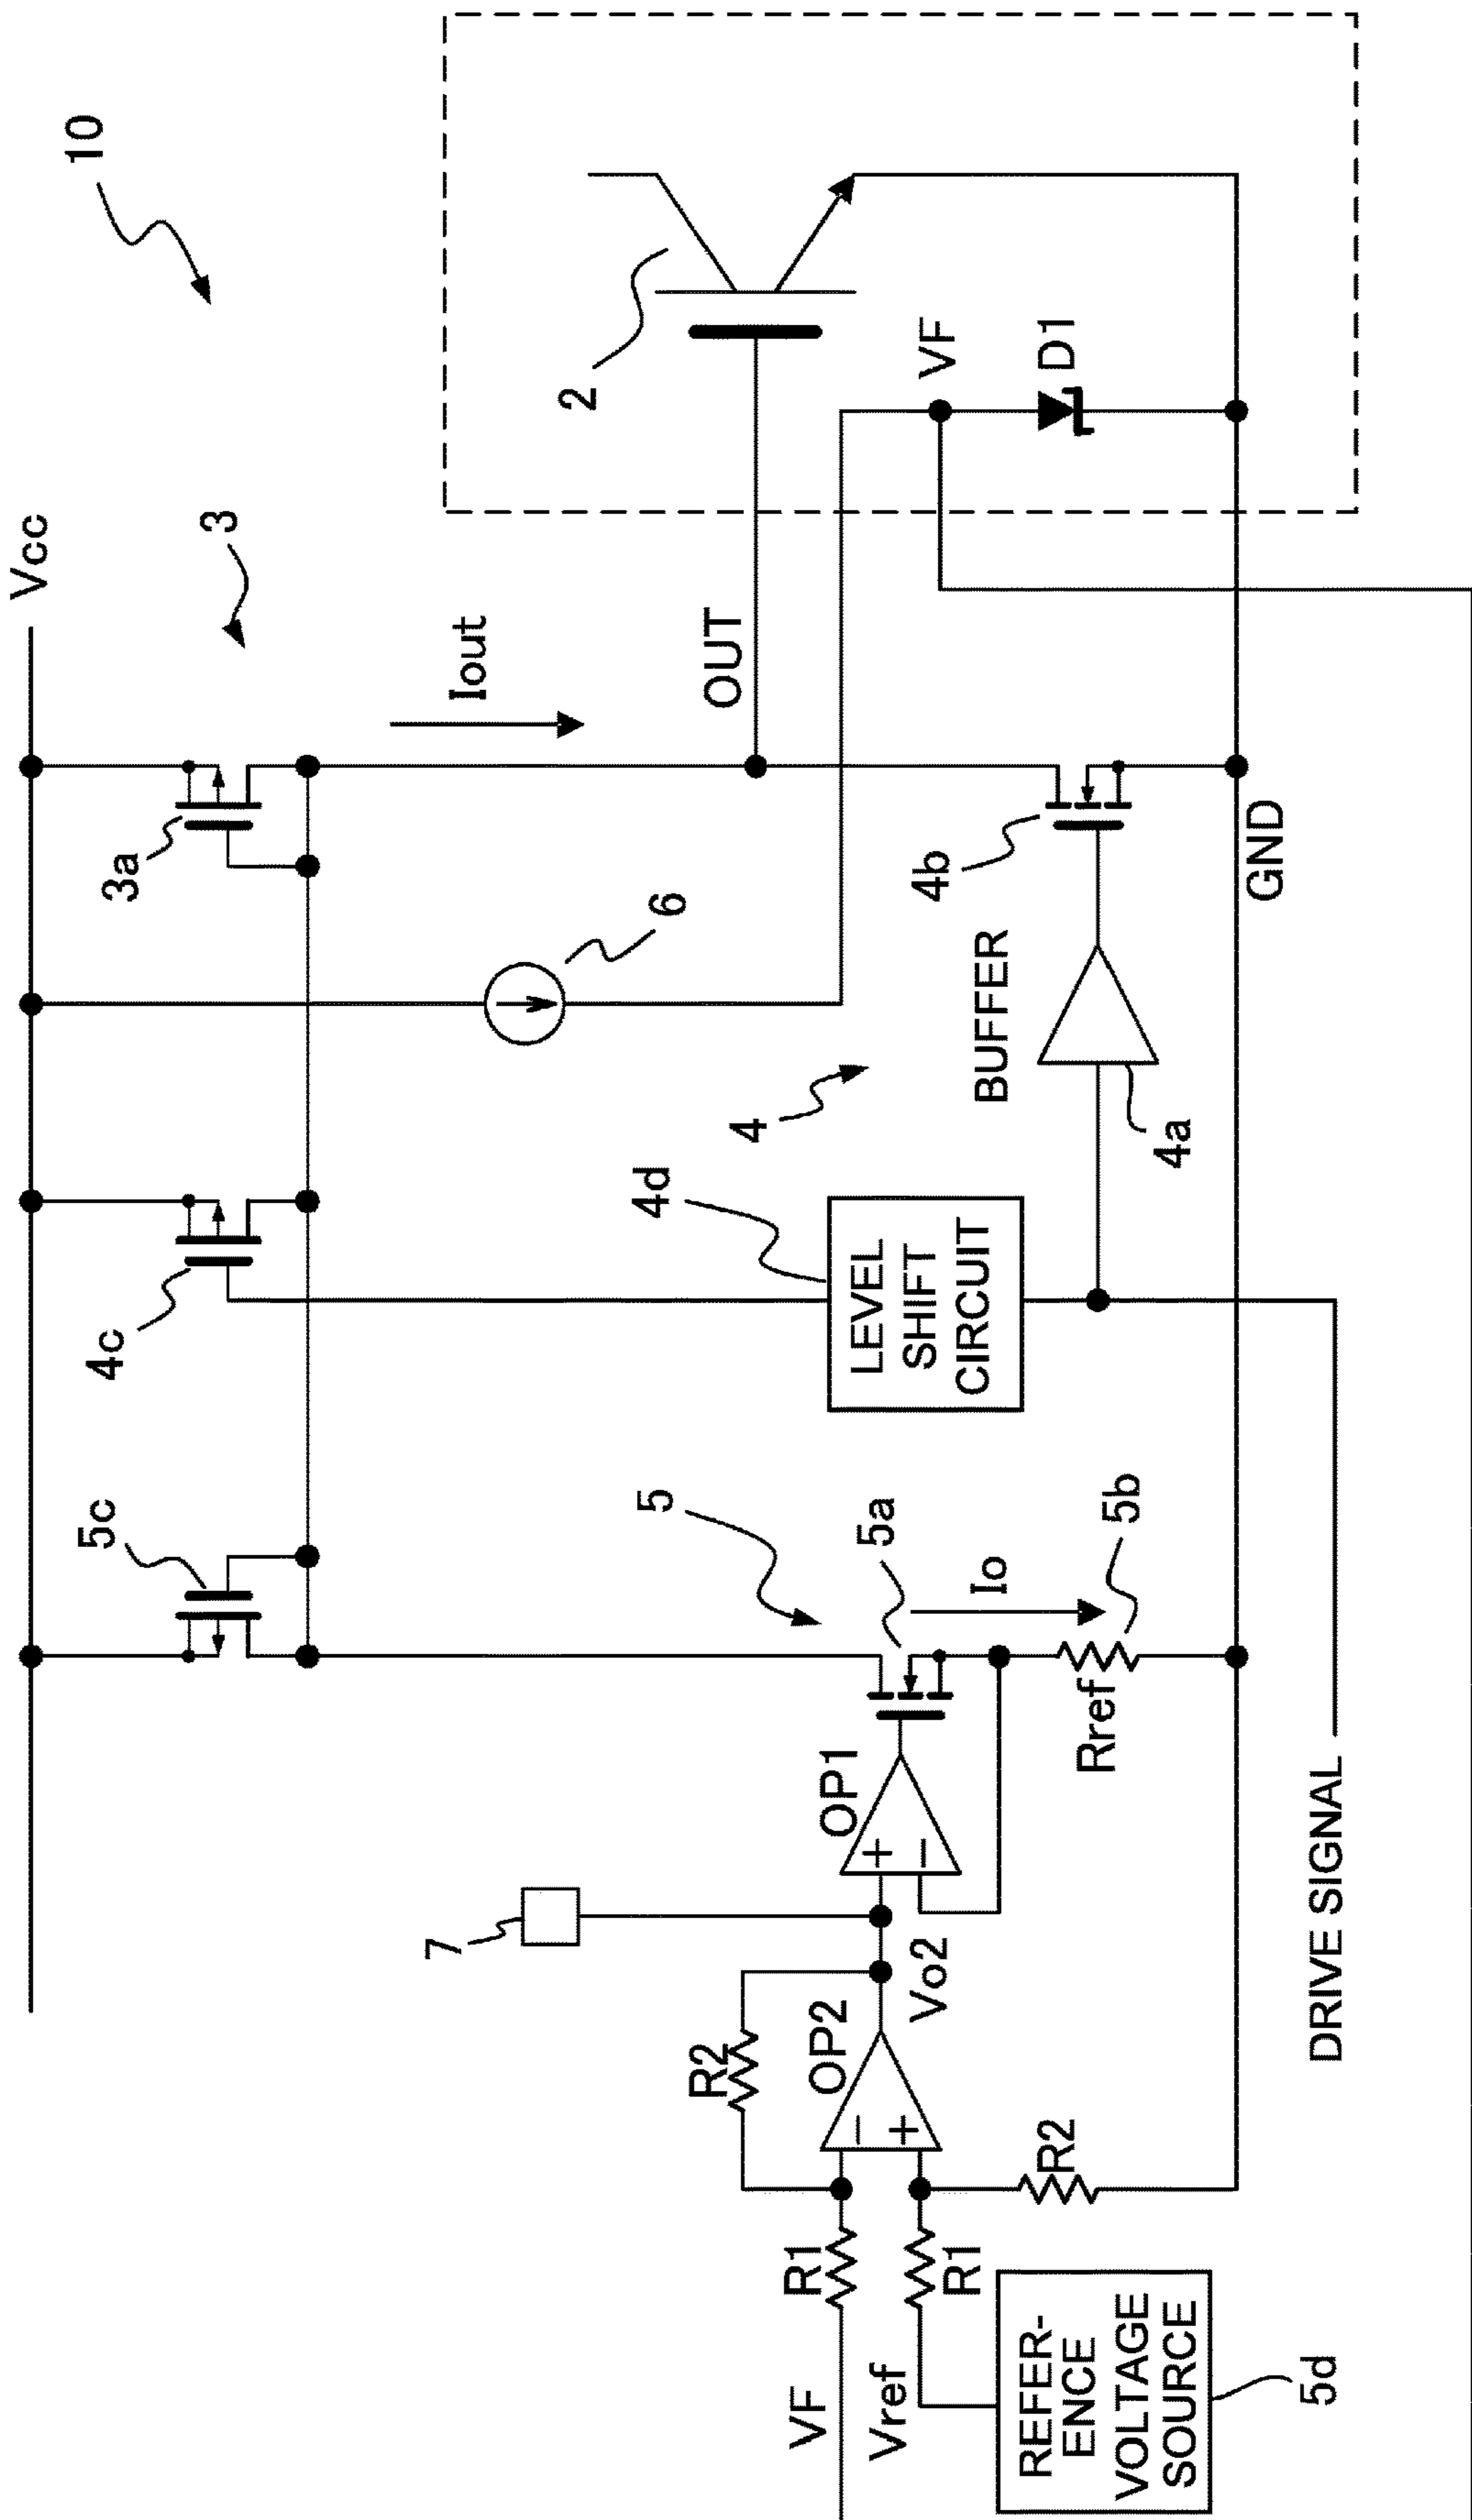 10
Vcc
3
2
VF
D1
Iout
OUT
3a
6
4b
GND
BUFFER
4
4a
4d
LEVEL
SHIFT
CIRCUIT
4c
5c
5
5a
Io
5b
Rref
OP1
+
−
7
Vo2
DRIVE SIGNAL
R2
OP2
−
+
R2
R1
R1
VF
Vref
REFER-
ENCE
VOLTAGE
SOURCE
5d